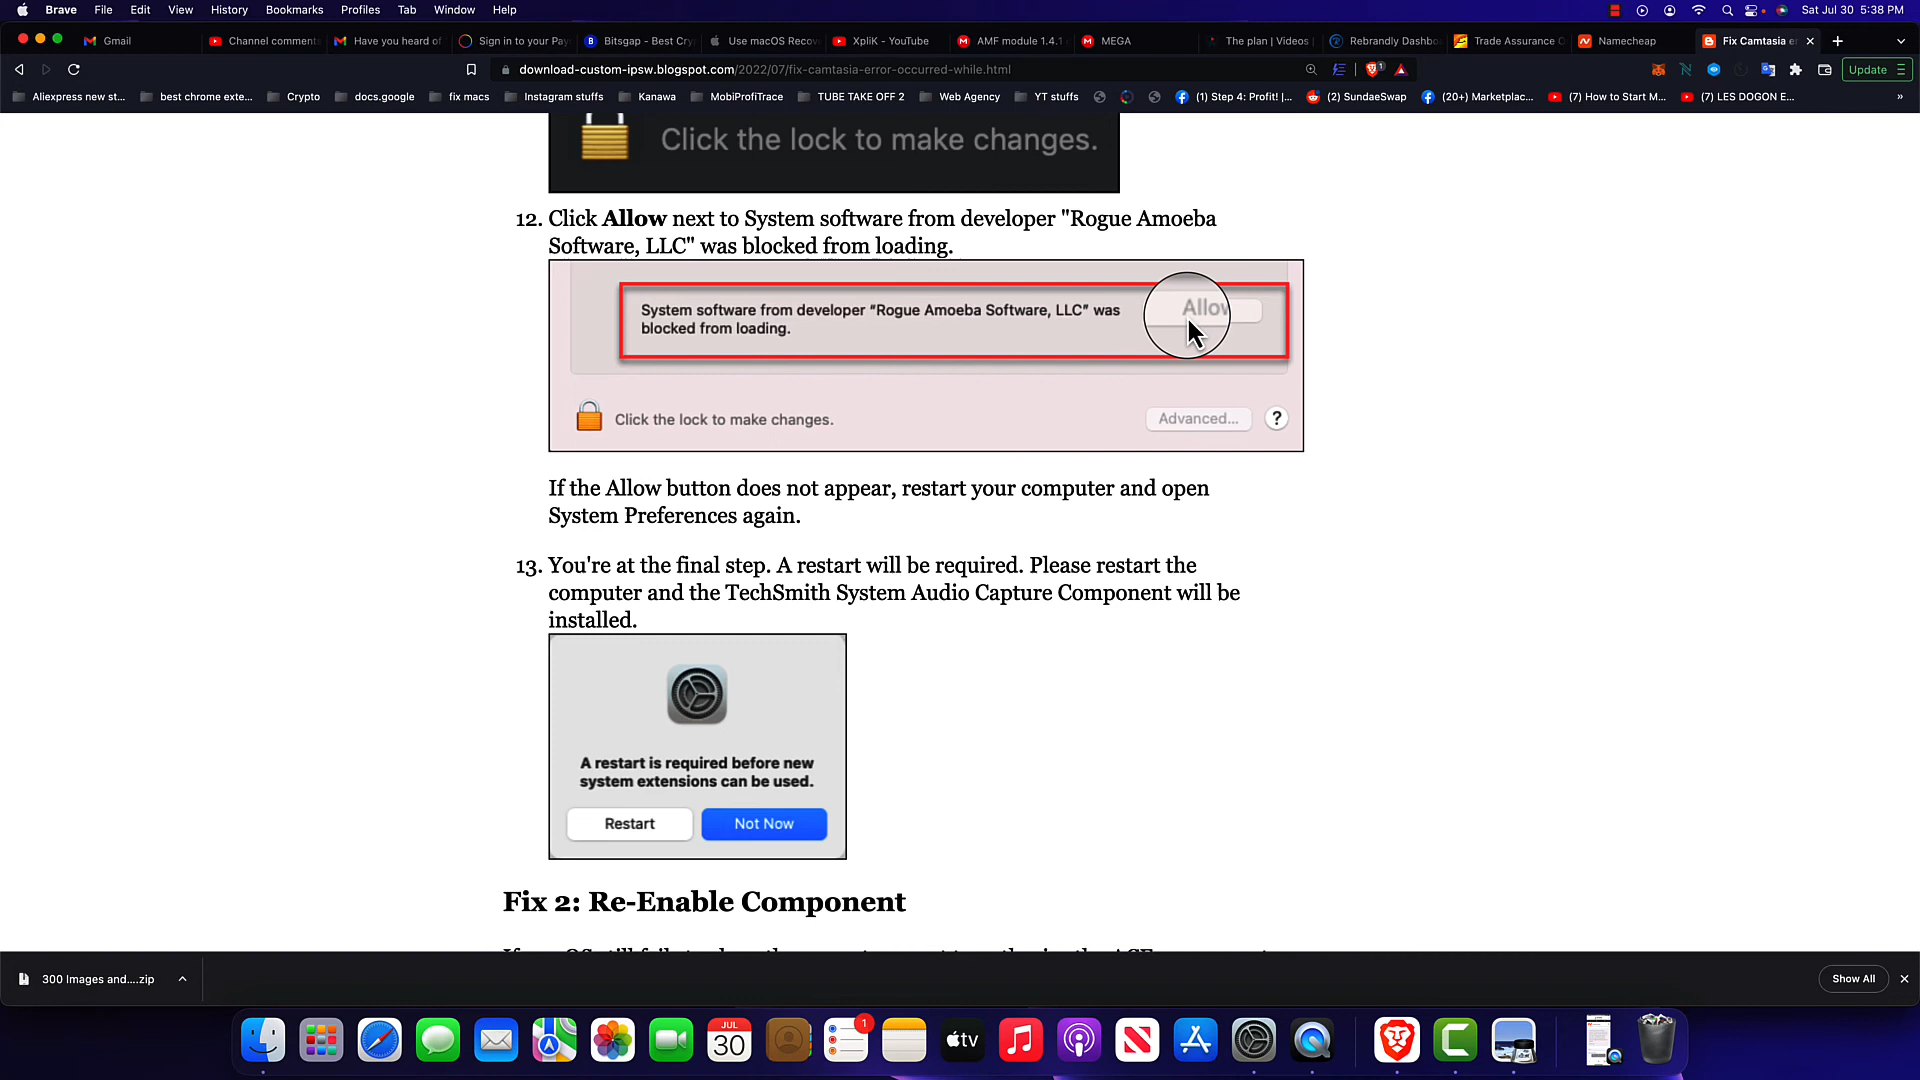 Brave File Edit View History Bookmarks Profiles Tab Window Help Sat Jul 30 5:38 PM
Gmail Channel comment Have you heard of Sign in to your Pay Bitsgap - Best Cry Use macOS Recov XpliK - YouTube AMF module 1.4.1 MEGA The plan | Videos Rebrandly Dashbo Trade Assurance O Namecheap Fix Camtasia er
download-custom-ipsw.blogspot.com/2022/07/fix-camtasia-error-occurred-while.html 1 Update
Aliexpress new st... best chrome exte... Crypto docs.google fix macs Instagram stuffs Kanawa MobiProfiTrace TUBE TAKE OFF 2 Web Agency YT stuffs (1) Step 4: Profit! |... (2) SundaeSwap (20+) Marketplac... (7) How to Start M... (7) LES DOGON E... »
Click the lock to make changes.
12. Click Allow next to System software from developer "Rogue Amoeba
Software, LLC" was blocked from loading.
System software from developer “Rogue Amoeba Software, LLC” was
blocked from loading.
Allow
Click the lock to make changes. Advanced... ?
If the Allow button does not appear, restart your computer and open
System Preferences again.
13. You're at the final step. A restart will be required. Please restart the
computer and the TechSmith System Audio Capture Component will be
installed.
A restart is required before new
system extensions can be used.
Restart Not Now
Fix 2: Re-Enable Component
300 Images and....zip Show All
JUL
30
1
tv